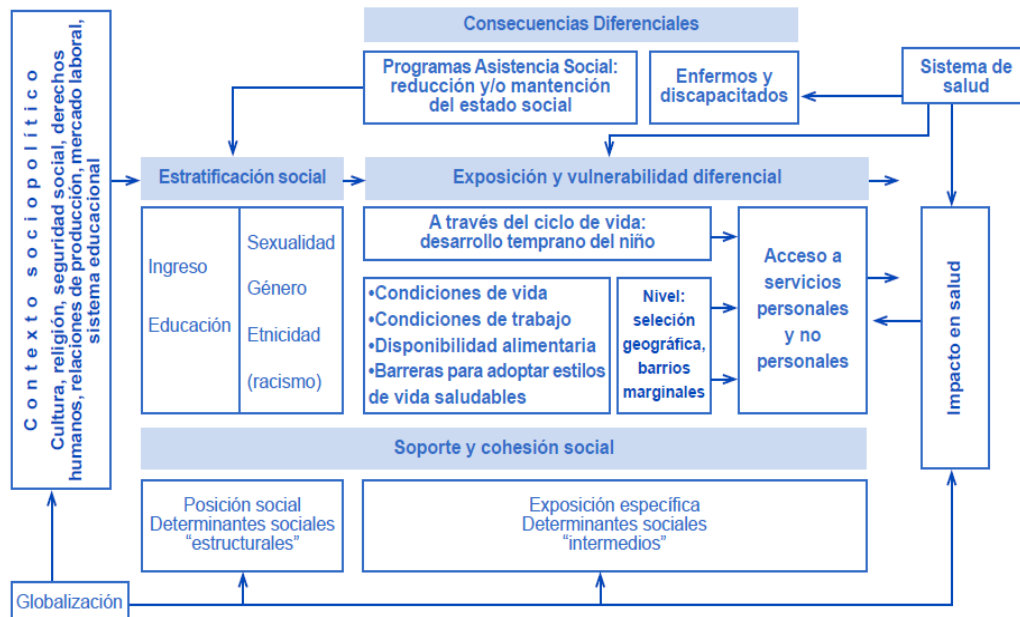 Contexto sociopolítico
Cultura, religión, seguridad social, derechos
humanos, relaciones de producción, mercado laboral,
sistema educacional
Consecuencias Diferenciales
Programas Asistencia Social:
reducción y/o mantención
del estado social
Enfermos y
discapacitados
Sistema de
salud
Estratificación social
Exposición y vulnerabilidad diferencial
Ingreso
Educación
Sexualidad
Género
Etnicidad
(racismo)
A través del ciclo de vida:
desarrollo temprano del niño
•Condiciones de vida
•Condiciones de trabajo
•Disponibilidad alimentaria
•Barreras para adoptar estilos
de vida saludables
Nivel:
seleción
geográfica,
barrios
marginales
Acceso a
servicios
personales
y no
personales
Impacto en salud
Soporte y cohesión social
Posición social
Determinantes sociales
“estructurales”
Exposición específica
Determinantes sociales
“intermedios”
Globalización